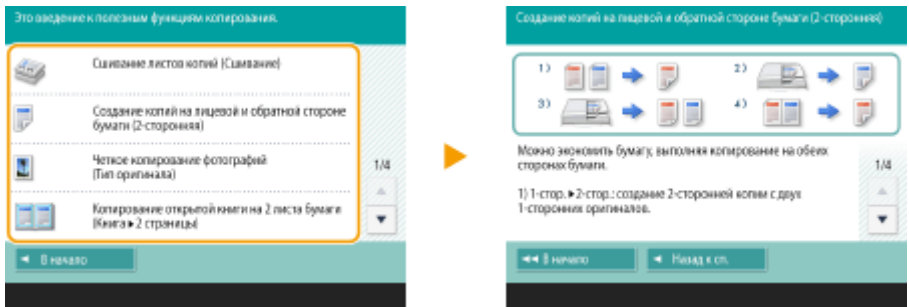 Это введение к полезным функциям копирования.
Сшивание листов копий (Сшивание)
Создание копий на лицевой и обратной стороне
бумаги (2-сторонняя)
Четкое копирование фотографий
(Тип оригинала)
Копирование открытой книги на 2 листа бумаги
(Книга►2 страницы)
1/4
В начало
Создание копий на лицевой и обратной стороне бумаги (2-сторонняя)
1)
2)
3)
4)
Можно экономить бумагу, выполняя копирование на обеих
сторонах бумаги.
1/4
1) 1-стор.►2-стор.: создание 2-сторонней копии с двух
1-сторонних оригиналов.
В начало
Назад к сп.